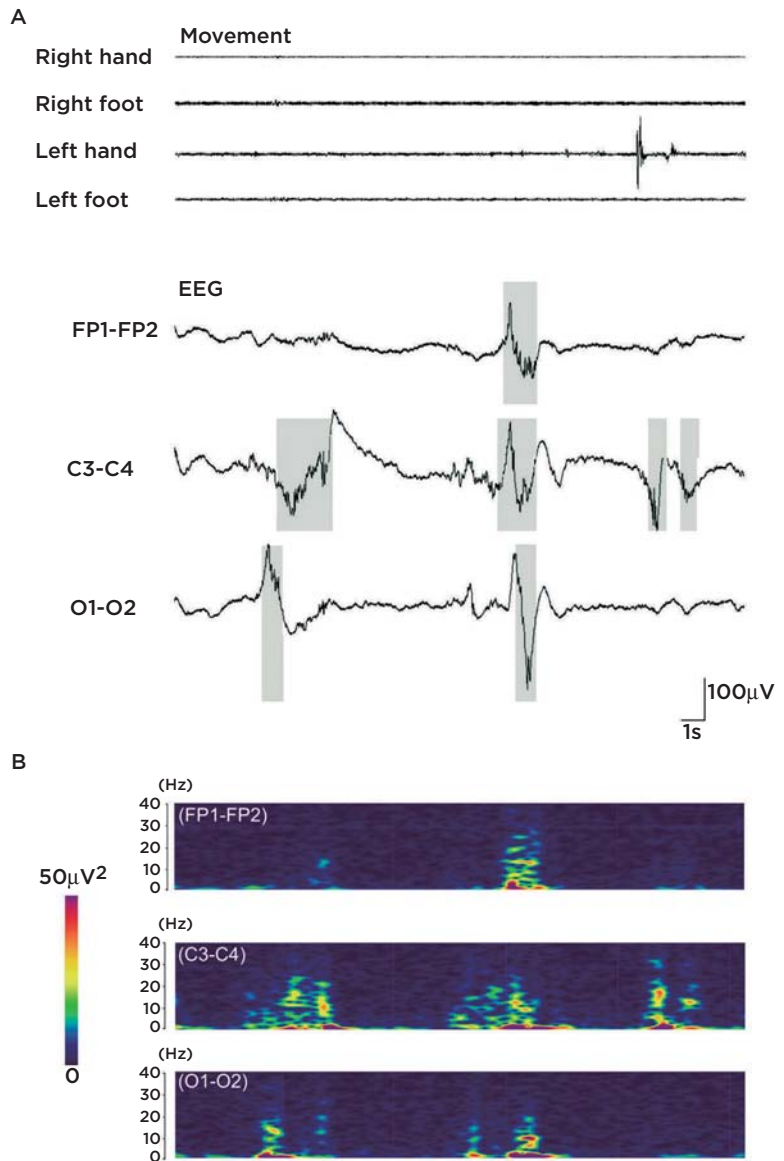 A
Movement
Right hand
Right foot
Left hand
Left foot
EEG
FP1-FP2
C3-C4
O1-O2
100μV
1s
B
(Hz)
40
30
20
10
0
(FP1-FP2)
50μV2
0
(Hz)
40
30
20
10
0
(C3-C4)
(Hz)
40
30
20
10
0
(O1-O2)